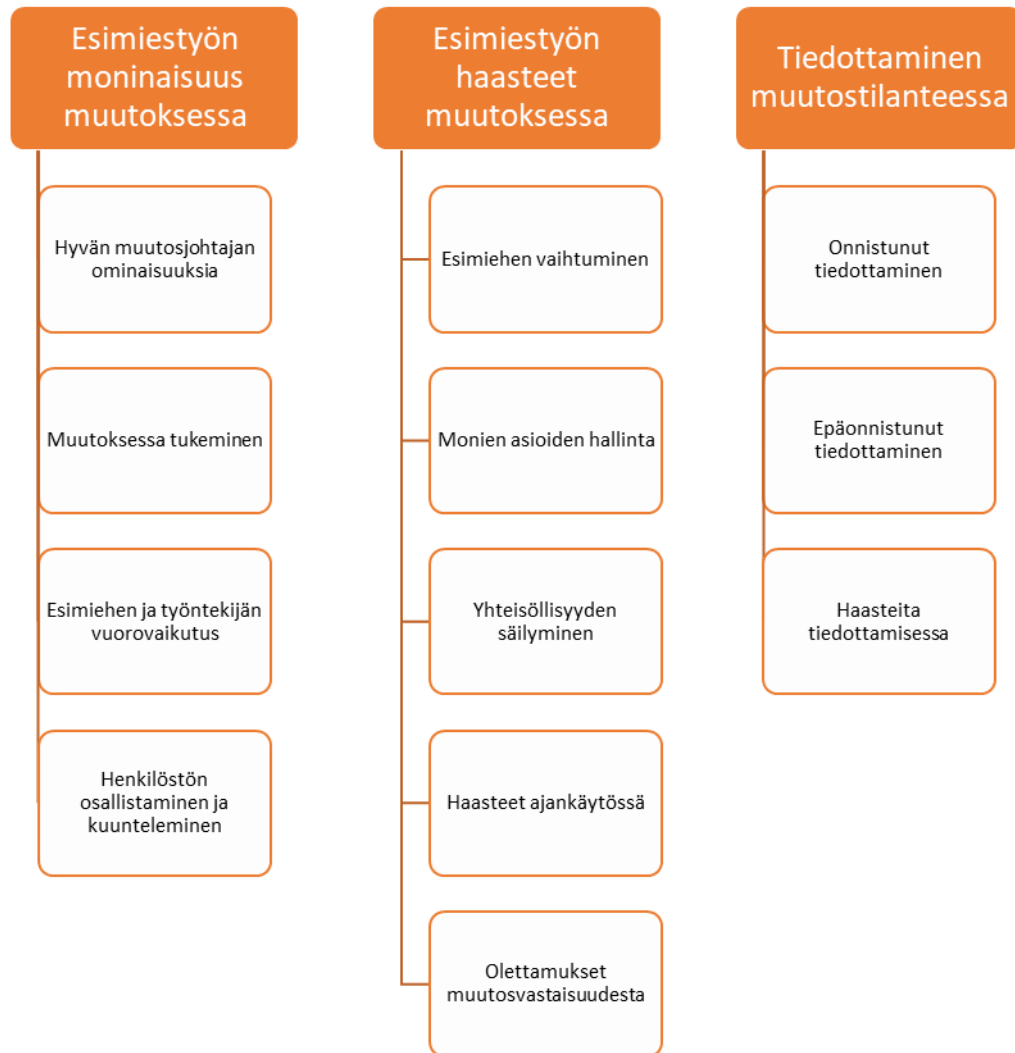 Esimiestyön
moninaisuus
muutoksessa
Hyvän muutosjohtajan
ominaisuuksia
Muutoksessa tukeminen
Esimiehen ja työntekijän
vuorovaikutus
Henkilöstön
osallistaminen ja
kuunteleminen
Esimiestyön
haasteet
muutoksessa
Esimiehen vaihtuminen
Monien asioiden hallinta
Yhteisöllisyyden
säilyminen
Haasteet ajankäytössä
Olettamukset
muutosvastaisuudesta
Tiedottaminen
muutostilanteessa
Onnistunut
tiedottaminen
Epäonnistunut
tiedottaminen
Haasteita
tiedottamisessa